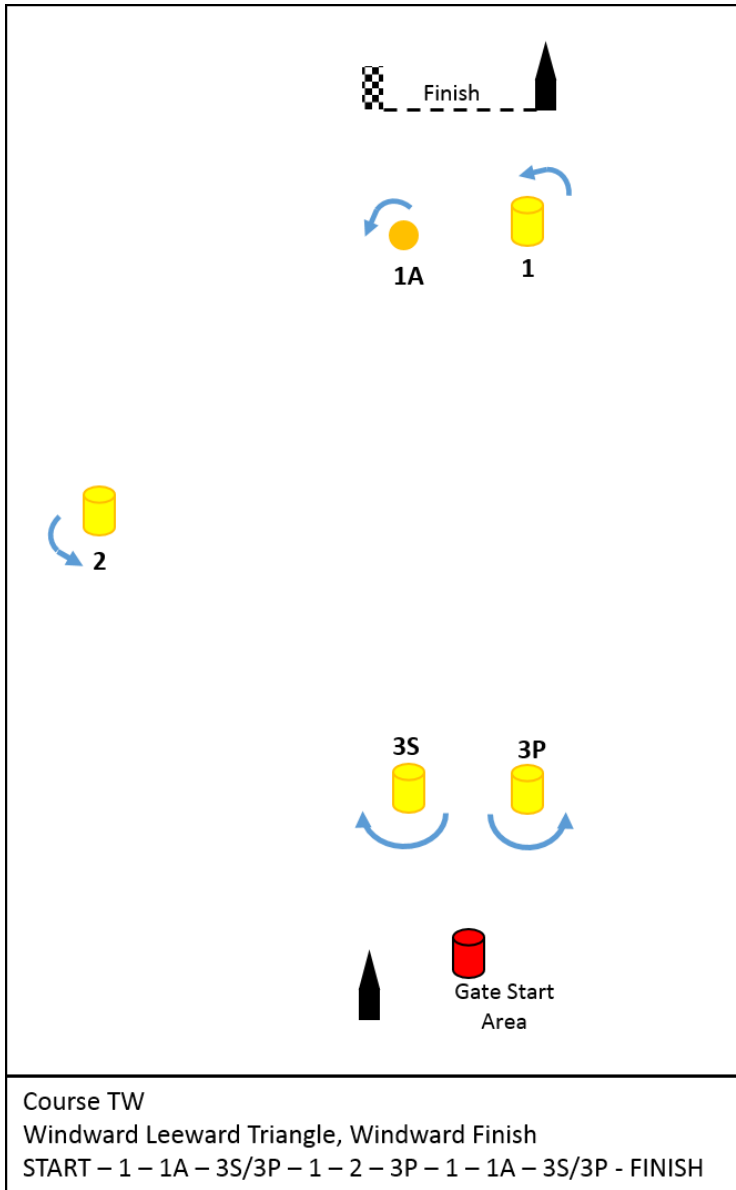 Finish
1A
1
2
3S
3P
Gate Start
Area
Course TW
Windward Leeward Triangle, Windward Finish
START – 1 – 1A – 3S/3P – 1 – 2 – 3P – 1 – 1A – 3S/3P - FINISH